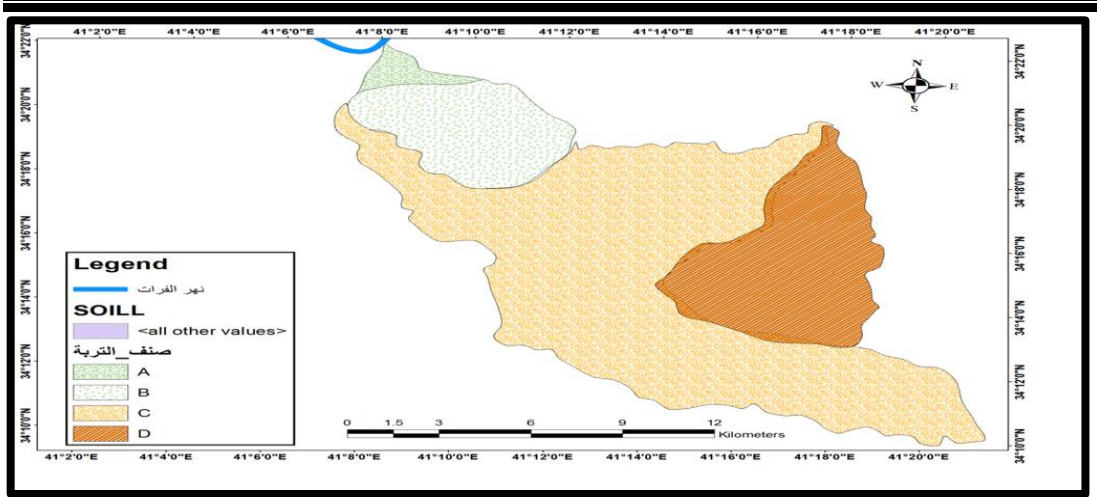 41°2'0"E 41°4'0"E 41°6'0"E 41°8'0"E 41°10'0"E 41°12'0"E 41°14'0"E 41°16'0"E 41°18'0"E 41°20'0"E
34°22'0"N
34°20'0"N
34°18'0"N
34°16'0"N
34°14'0"N
34°12'0"N
34°10'0"N
N
W E
S
34°22'0"N
34°20'0"N
34°18'0"N
34°16'0"N
34°14'0"N
34°12'0"N
34°10'0"N
Legend
نهر الفرات
SOILL
<all other values>
صنف_التربة
A
B
C
D
0 1.5 3 6 9 12
Kilometers
41°2'0"E 41°4'0"E 41°6'0"E 41°8'0"E 41°10'0"E 41°12'0"E 41°14'0"E 41°16'0"E 41°18'0"E 41°20'0"E